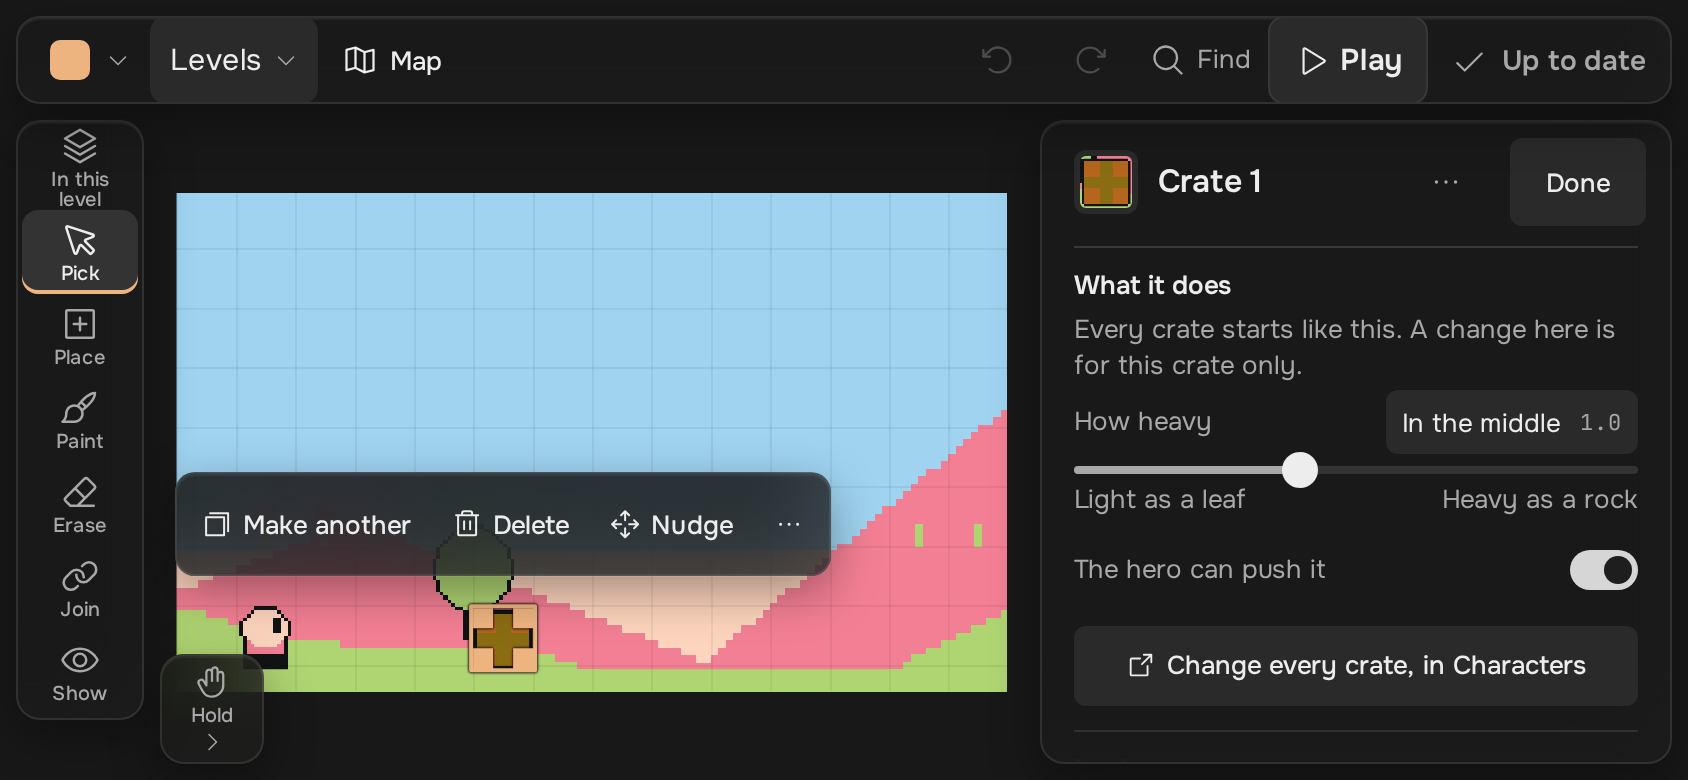 Levels
Map
Find
Play
Up to date
In this
level
Pick
Place
Paint
Erase
Join
Show
Make another
Delete
Nudge
Hold
Crate 1
Done
What it does
Every crate starts like this. A change here is
for this crate only.
How heavy
In the middle 1.0
Light as a leaf
Heavy as a rock
The hero can push it
Change every crate, in Characters